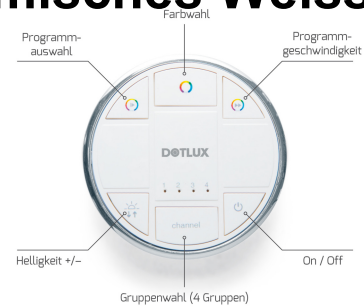 Farbwahl
Programm-
auswahl
Programm-
geschwindigkeit
DOTLUX
1 2 3 4
channel
Helligkeit +/–
On / Off
Gruppenwahl (4 Gruppen)